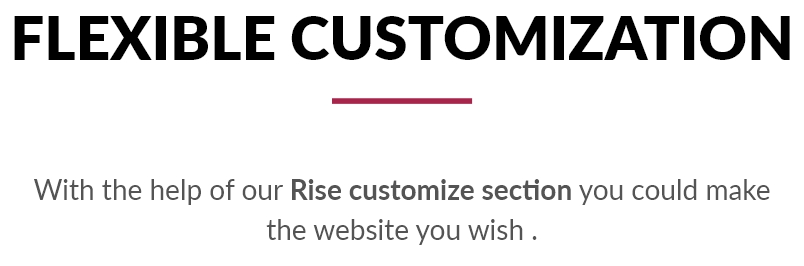 FLEXIBLE CUSTOMIZATION
With the help of our Rise customize section you could make
the website you wish .